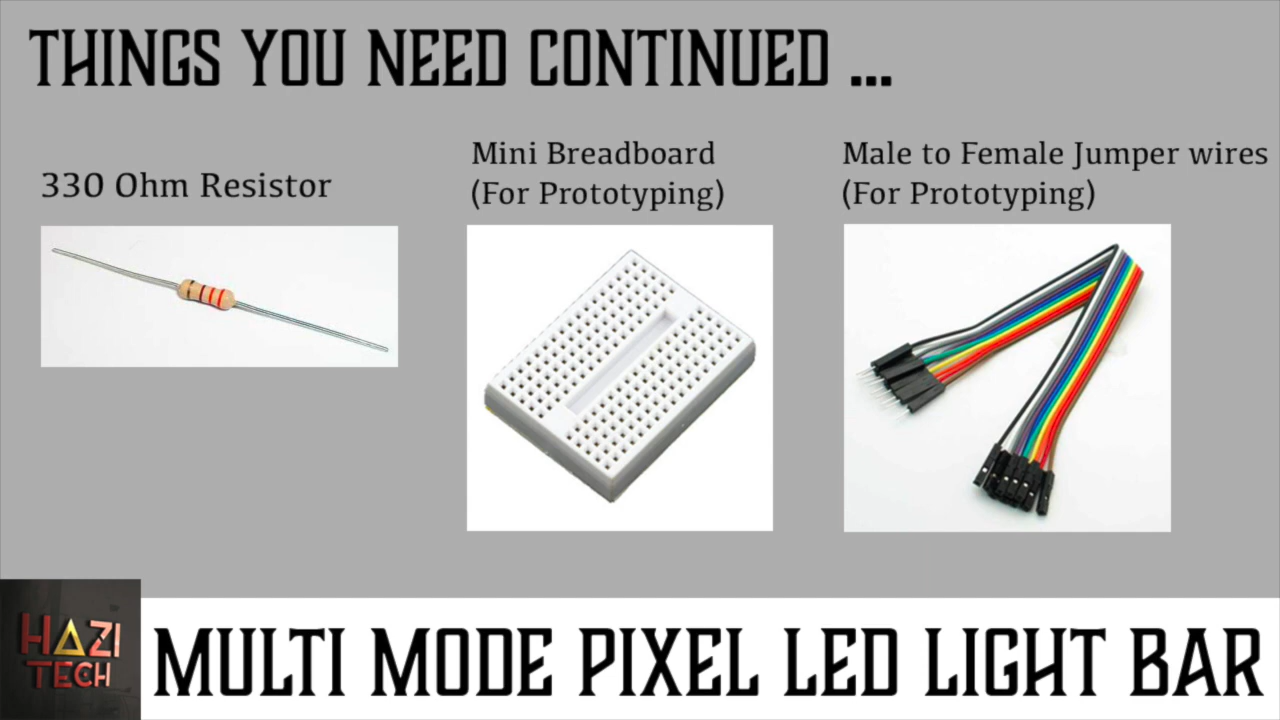 THINGS YOU NEED CONTINUED ...
330 Ohm Resistor
Mini Breadboard
(For Prototyping)
Male to Female Jumper wires
(For Prototyping)
HAZI
TECH
MULTI MODE PIXEL LED LIGHT BAR